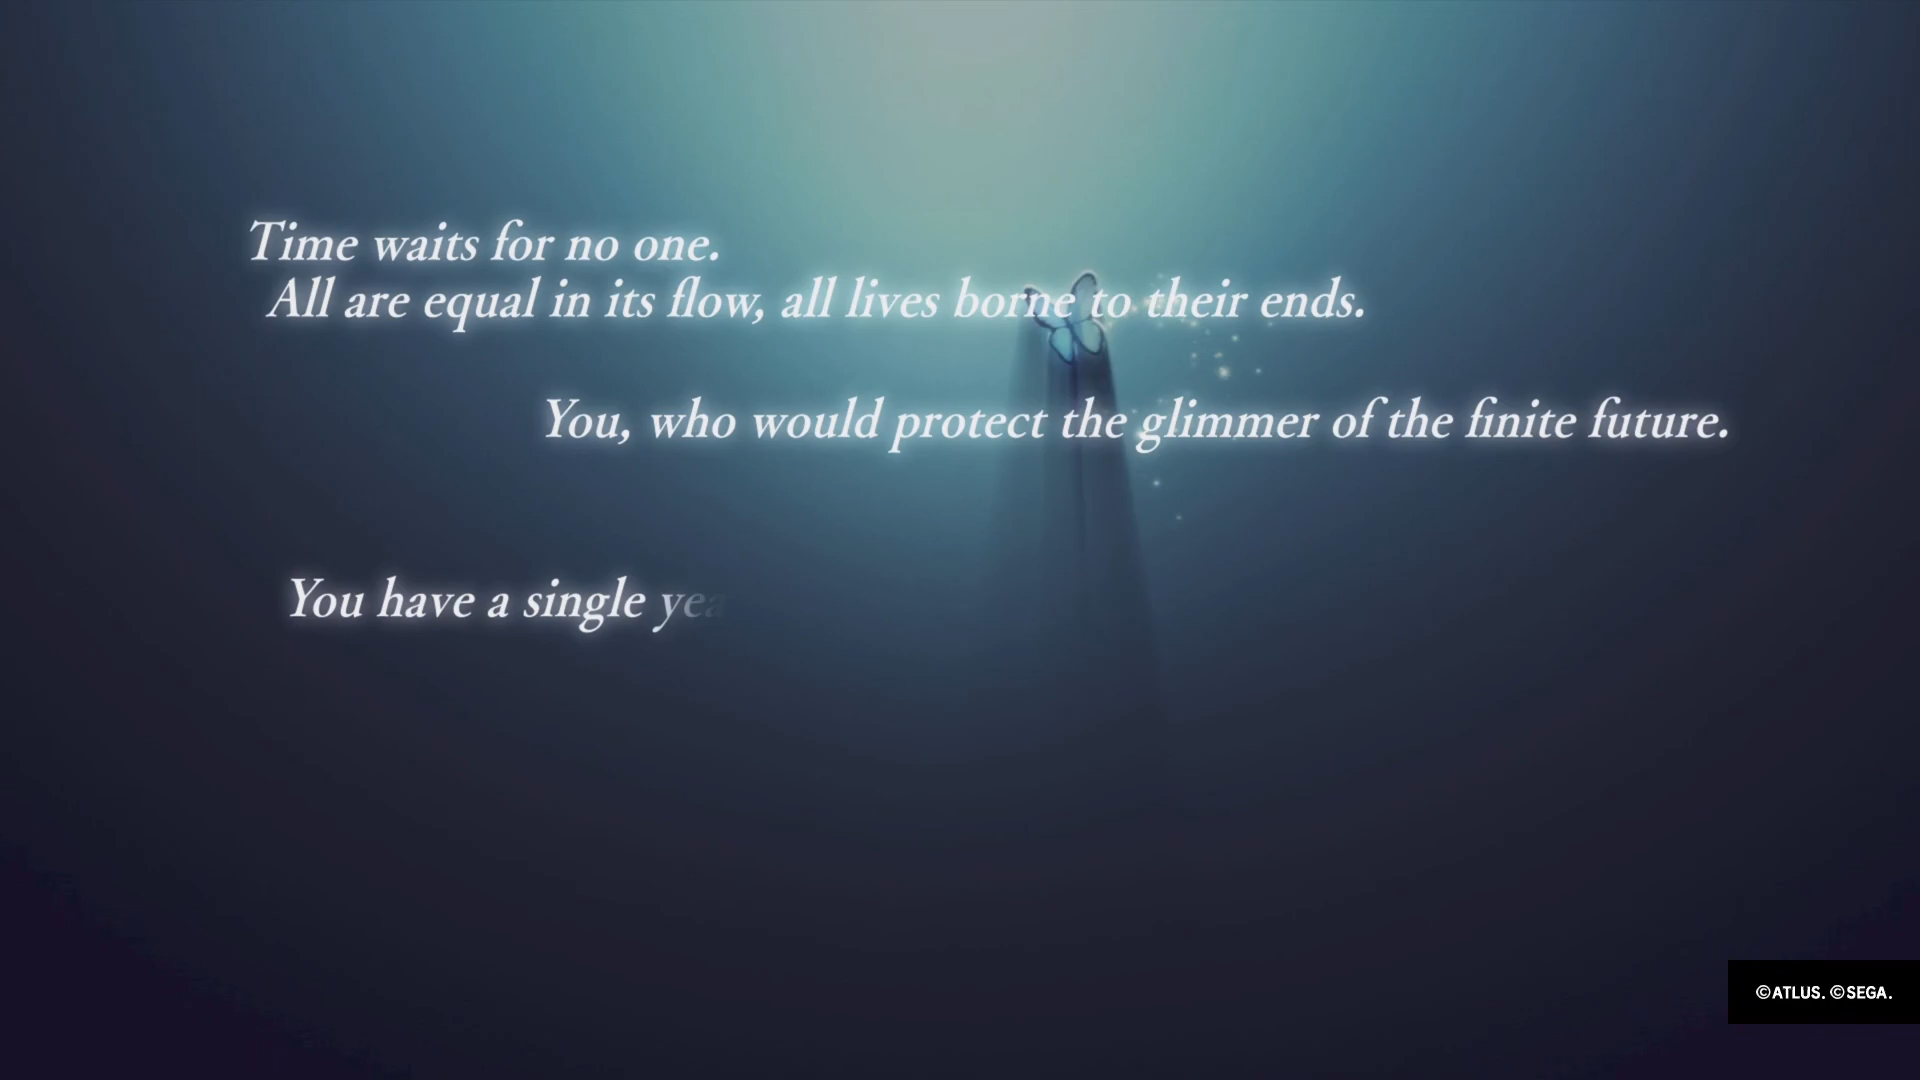 Time waits for no one.
All are equal in its flow, all lives borne to their ends.
You, who would protect the glimmer of the finite future.
You have a single yea
©ATLUS. ©SEGA.